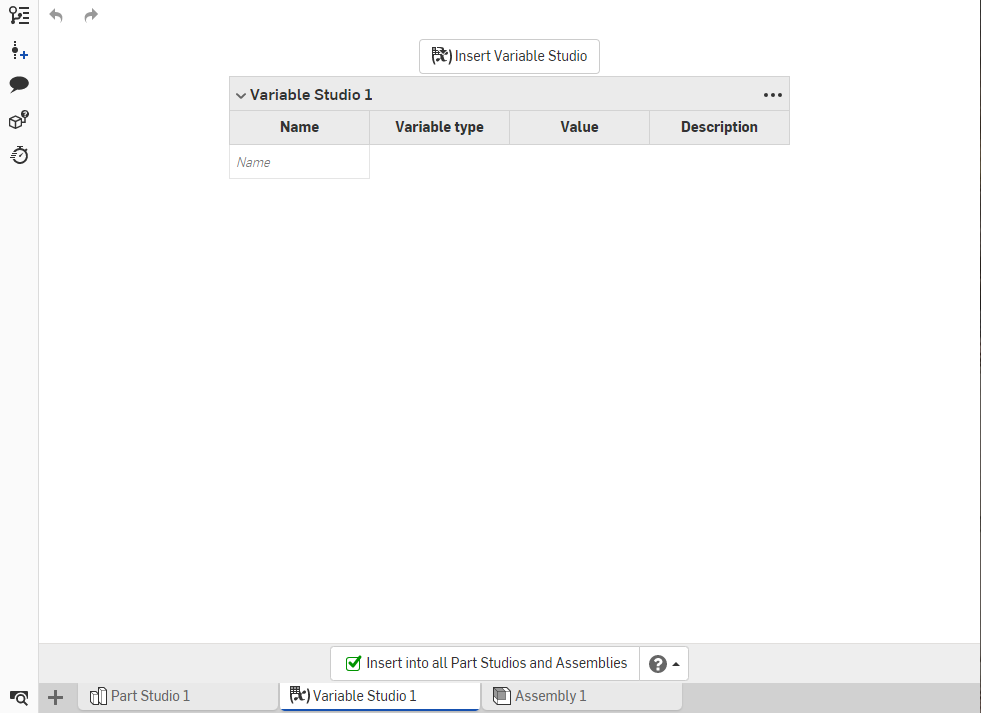 Insert Variable Studio
Variable Studio 1
Name Variable type Value Description
Name
Insert into all Part Studios and Assemblies
Part Studio 1 Variable Studio 1 Assembly 1